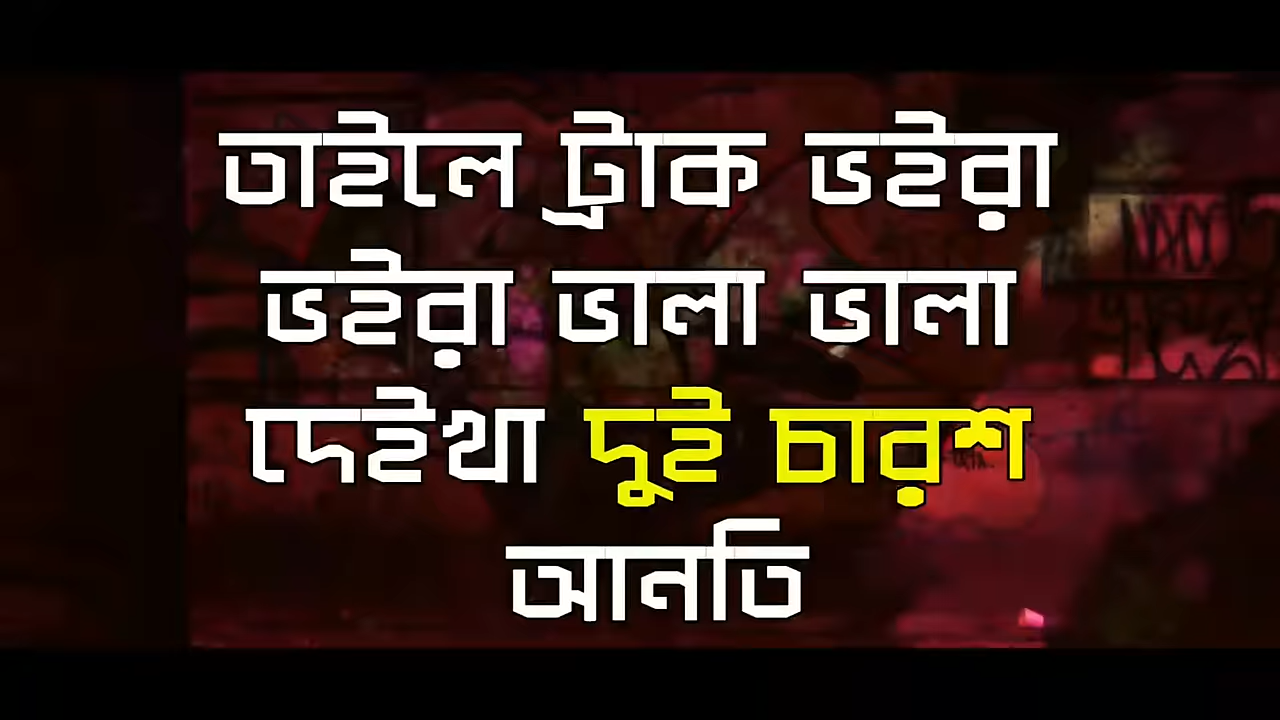 তাইলে ট্রাক ভইরা
ভইরা ভালা ভালা
দেইখা দুই চারশ
আনতি